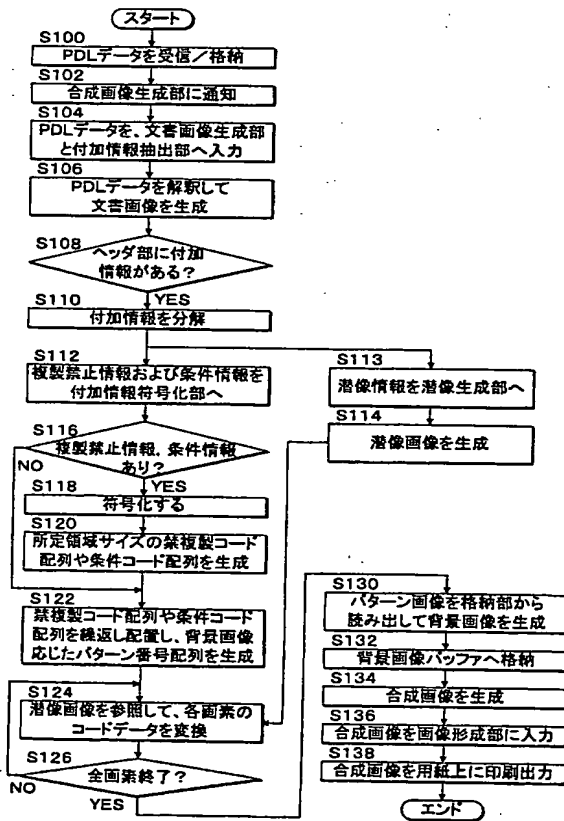 スタート
S100
PDLデータを受信/格納
S102
合成画像生成部に通知
S104
PDLデータを、文書画像生成部
と付加情報抽出部へ入力
S106
PDLデータを解釈して
文書画像を生成
S108
ヘッダ部に付加
情報がある?
YES
S110
付加情報を分解
S112
複製禁止情報および条件情報を
付加情報符号化部へ
S113
潜像情報を潜像生成部へ
S114
潜像画像を生成
S116
複製禁止情報、条件情報
あり?
NO
YES
S118
符号化する
S120
所定領域サイズの禁複製コード
配列や条件コード配列を生成
S122
禁複製コード配列や条件コード
配列を繰返し配置し、背景画像
応じたパターン番号配列を生成
S124
潜像画像を参照して、各画素の
コードデータを変換
S126
全画素終了?
NO
YES
S130
パターン画像を格納部から
読み出して背景画像を生成
S132
背景画像バッファへ格納
S134
合成画像を生成
S136
合成画像を画像形成部に入力
S138
合成画像を用紙上に印刷出力
エンド